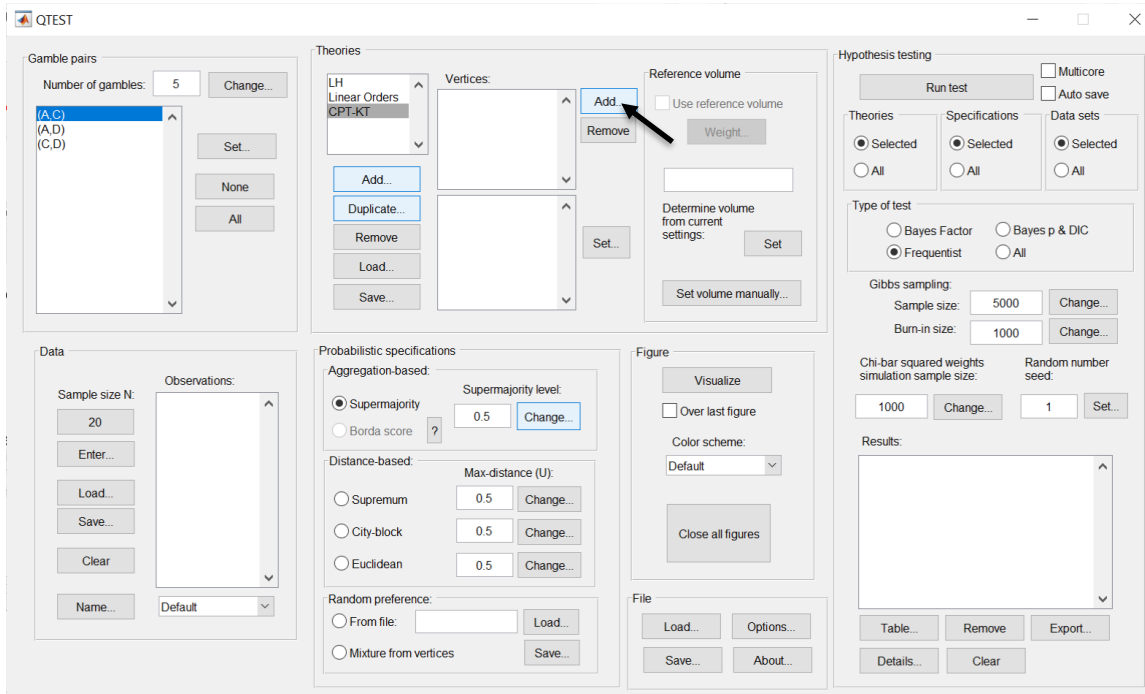 QTEST
Gamble pairs
Number of gambles: 5 Change...
(A,C)
(A,D)
(C,D)
Set...
None
All
Theories
LH
Linear Orders
CPT-KT
Vertices:
Add...
Remove
Add...
Duplicate...
Remove
Load...
Save...
Set...
Reference volume
Use reference volume
Weight...
Determine volume
from current
settings:
Set
Set volume manually...
Hypothesis testing
Run test
Multicore
Auto save
Theories
Selected
All
Specifications
Selected
All
Data sets
Selected
All
Type of test
Bayes Factor Bayes p & DIC
Frequentist All
Gibbs sampling:
Sample size: 5000 Change...
Burn-in size: 1000 Change...
Chi-bar squared weights
simulation sample size:
1000 Change...
Random number
seed:
1 Set...
Results:
Table... Remove Export...
Details... Clear
Data
Sample size N:
20
Enter...
Load...
Save...
Clear
Name... Default
Observations:
Probabilistic specifications
Aggregation-based:
Supermajority
Borda score ?
Supermajority level:
0.5 Change...
Distance-based:
Max-distance (U):
Supremum 0.5 Change...
City-block 0.5 Change...
Euclidean 0.5 Change...
Random preference:
From file: Load...
Mixture from vertices Save...
Figure
Visualize
Over last figure
Color scheme:
Default
Close all figures
File
Load... Options...
Save... About...